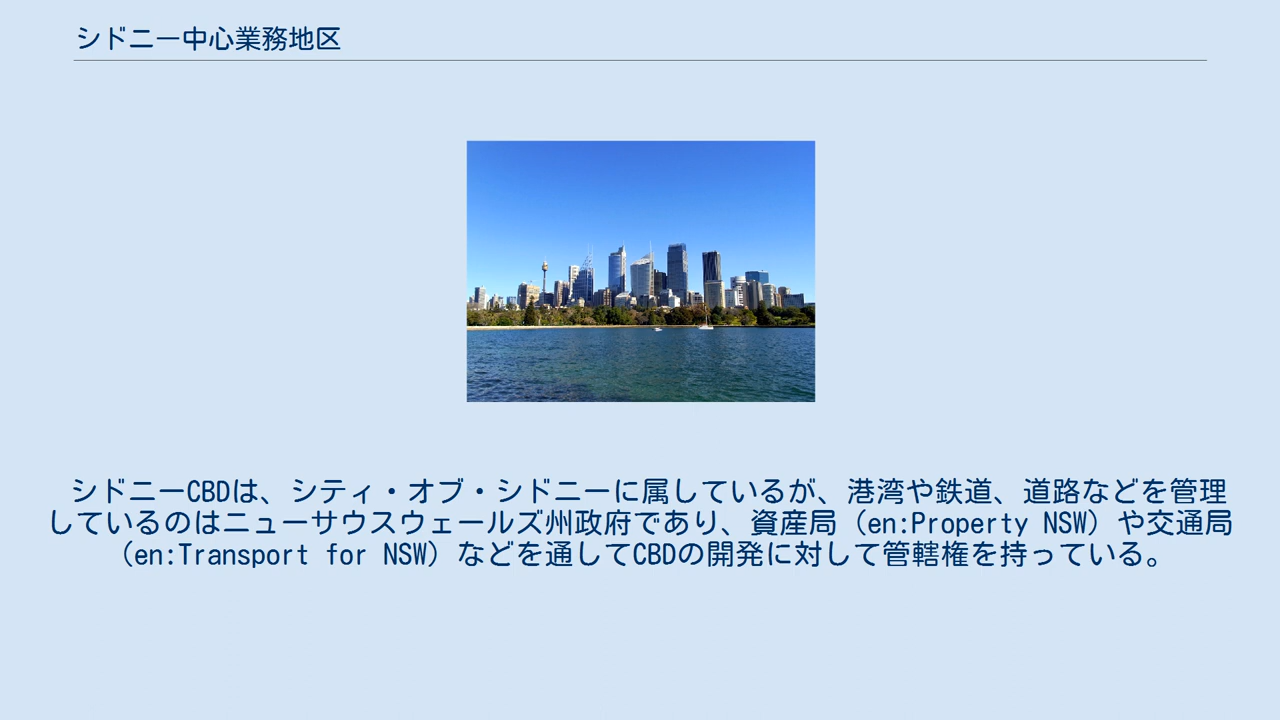 シドニー中心業務地区
シドニーCBDは、シティ・オブ・シドニーに属しているが、港湾や鉄道、道路などを管理
しているのはニューサウスウェールズ州政府であり、資産局（en:Property NSW）や交通局
（en:Transport for NSW）などを通してCBDの開発に対して管轄権を持っている。